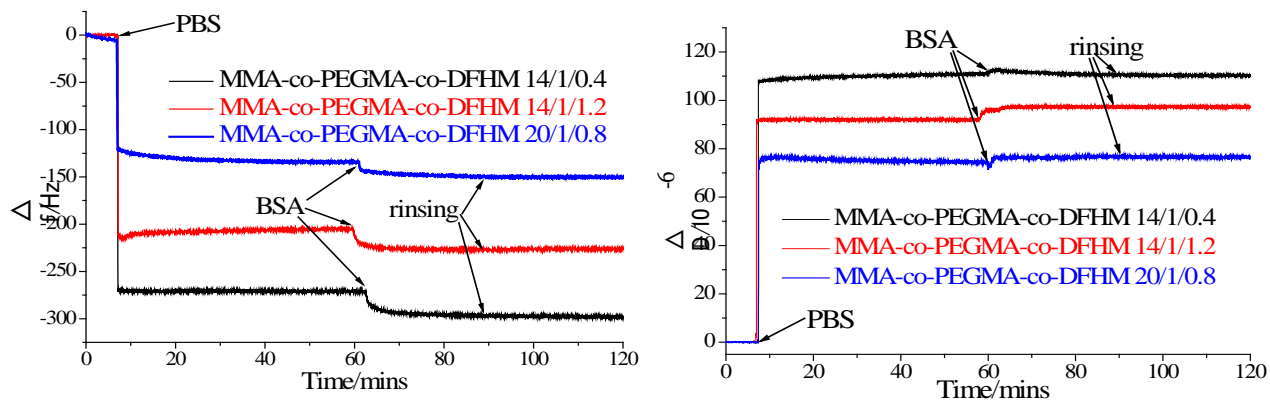 0
-50
-100
-150
-200
-250
-300
△
f/Hz
PBS
MMA-co-PEGMA-co-DFHM 14/1/0.4
MMA-co-PEGMA-co-DFHM 14/1/1.2
MMA-co-PEGMA-co-DFHM 20/1/0.8
BSA
rinsing
0 20 40 60 80 100 120
Time/mins
120
100
80
60
40
20
0
△
D/10
-6
BSA
rinsing
MMA-co-PEGMA-co-DFHM 14/1/0.4
MMA-co-PEGMA-co-DFHM 14/1/1.2
MMA-co-PEGMA-co-DFHM 20/1/0.8
PBS
0 20 40 60 80 100 120
Time/mins